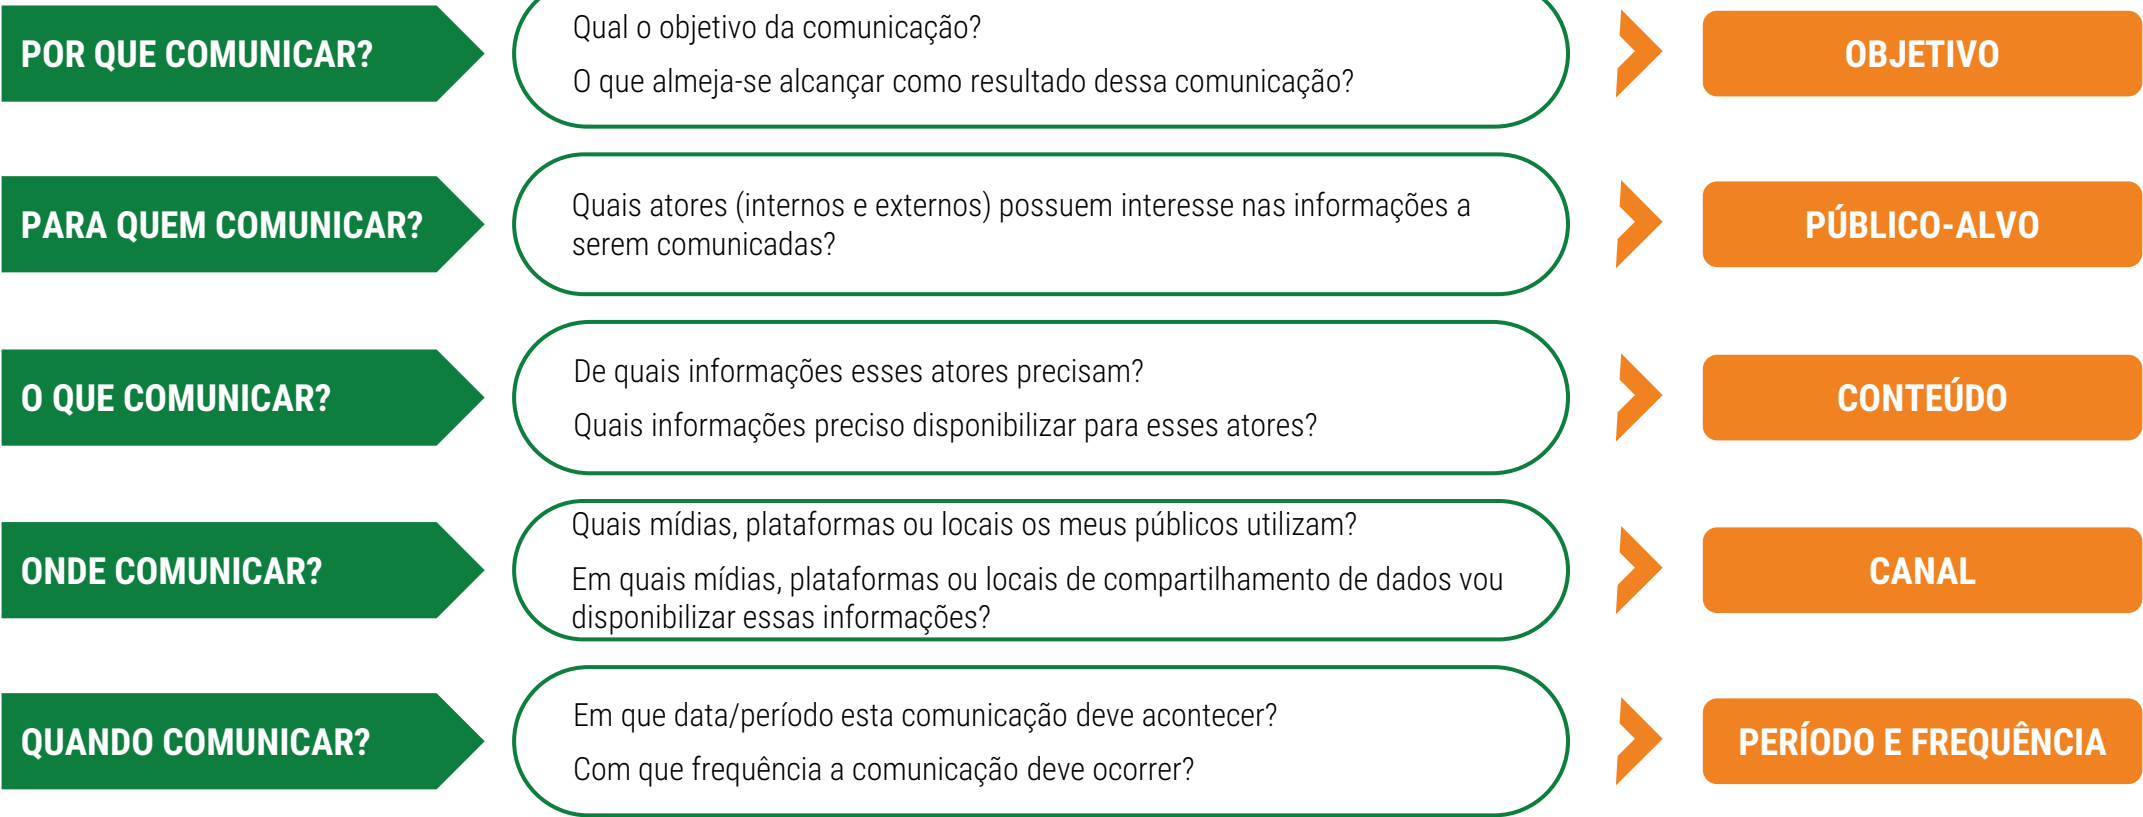 POR QUE COMUNICAR?
Qual o objetivo da comunicação?
O que almeja-se alcançar como resultado dessa comunicação?
OBJETIVO
PARA QUEM COMUNICAR?
Quais atores (internos e externos) possuem interesse nas informações a
serem comunicadas?
PÚBLICO-ALVO
O QUE COMUNICAR?
De quais informações esses atores precisam?
Quais informações preciso disponibilizar para esses atores?
CONTEÚDO
ONDE COMUNICAR?
Quais mídias, plataformas ou locais os meus públicos utilizam?
Em quais mídias, plataformas ou locais de compartilhamento de dados vou
disponibilizar essas informações?
CANAL
QUANDO COMUNICAR?
Em que data/período esta comunicação deve acontecer?
Com que frequência a comunicação deve ocorrer?
PERÍODO E FREQUÊNCIA